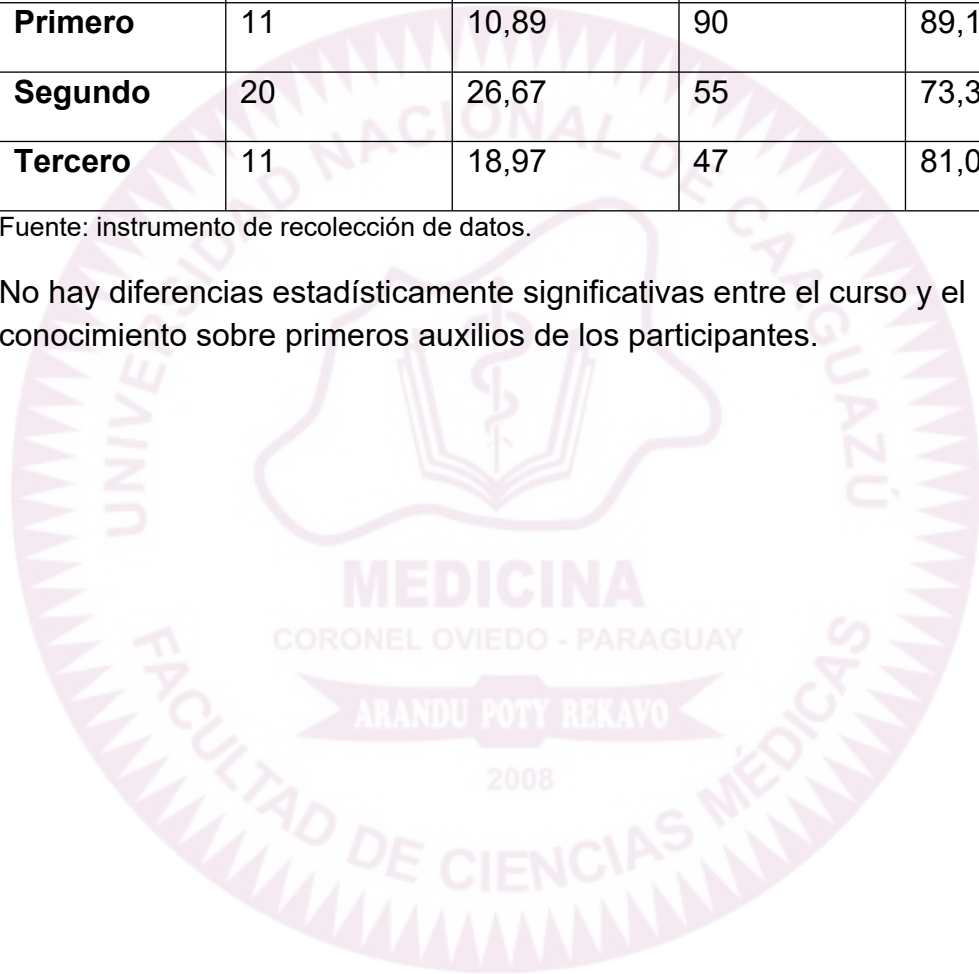 Primero 11 10,89 90 89,1
Segundo 20 26,67 55 73,3
Tercero 11 18,97 47 81,0
Fuente: instrumento de recolección de datos.
No hay diferencias estadísticamente significativas entre el curso y el
conocimiento sobre primeros auxilios de los participantes.
UNIVERSIDAD NACIONAL DE CAAGUAZÚ
MEDICINA
CORONEL OVIEDO - PARAGUAY
ARANDU POTY REKAVO
2008
FACULTAD DE CIENCIAS MÉDICAS